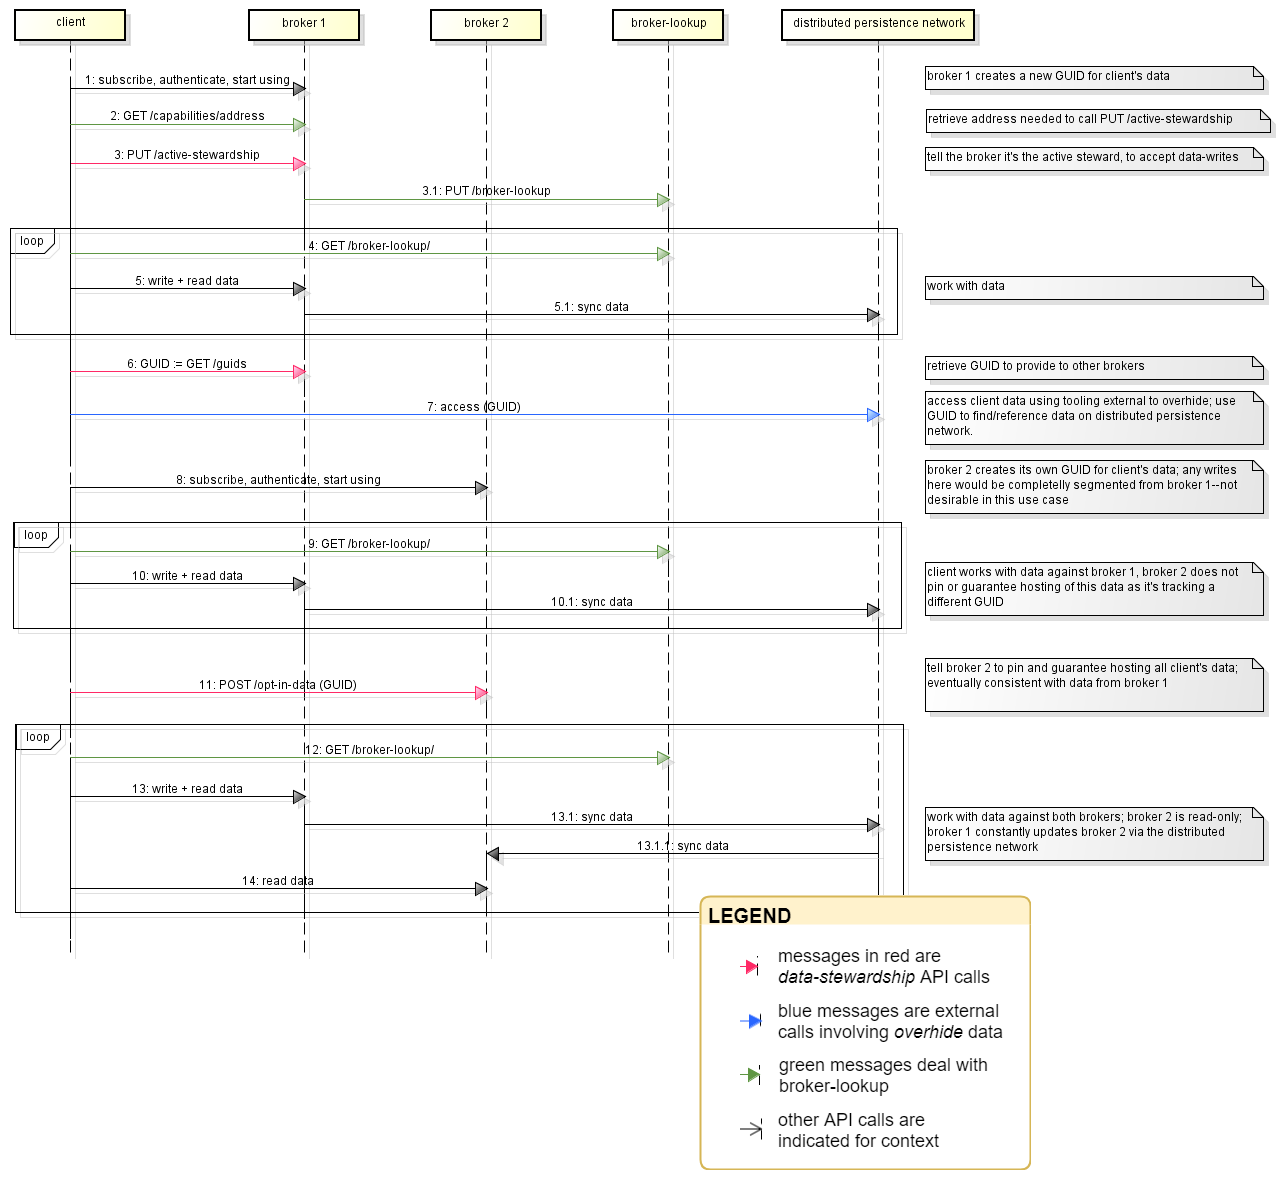 client
broker 1
broker 2
broker-lookup
distributed persistence network
1: subscribe, authenticate, start using
broker 1 creates a new GUID for client's data
2: GET /capabilities/address
retrieve address needed to call PUT /active-stewardship
3: PUT /active-stewardship
tell the broker it's the active steward, to accept data-writes
3.1: PUT /broker-lookup
loop
4: GET /broker-lookup/
5: write + read data
work with data
5.1: sync data
6: GUID := GET /guids
retrieve GUID to provide to other brokers
7: access (GUID)
access client data using tooling external to overhide; use
GUID to find/reference data on distributed persistence
network.
8: subscribe, authenticate, start using
broker 2 creates its own GUID for client's data; any writes
here would be completelly segmented from broker 1--not
desirable in this use case
loop
9: GET /broker-lookup/
10: write + read data
client works with data against broker 1, broker 2 does not
pin or guarantee hosting of this data as it's tracking a
different GUID
10.1: sync data
11: POST /opt-in-data (GUID)
tell broker 2 to pin and guarantee hosting all client's data;
eventually consistent with data from broker 1
loop
12: GET /broker-lookup/
13: write + read data
13.1: sync data
work with data against both brokers; broker 2 is read-only;
broker 1 constantly updates broker 2 via the distributed
persistence network
13.1.1: sync data
14: read data
LEGEND
messages in red are
data-stewardship API calls
blue messages are external
calls involving overhide data
green messages deal with
broker-lookup
other API calls are
indicated for context